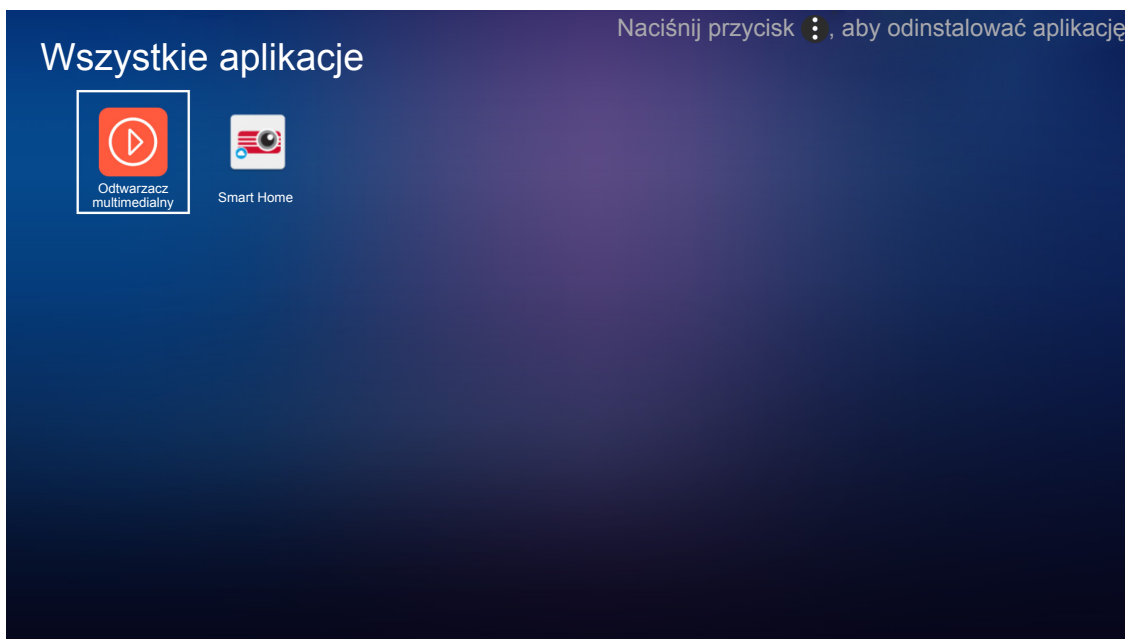 Naciśnij przycisk , aby odinstalować aplikację
Wszystkie aplikacje
Odtwarzacz
multimedialny
Smart Home